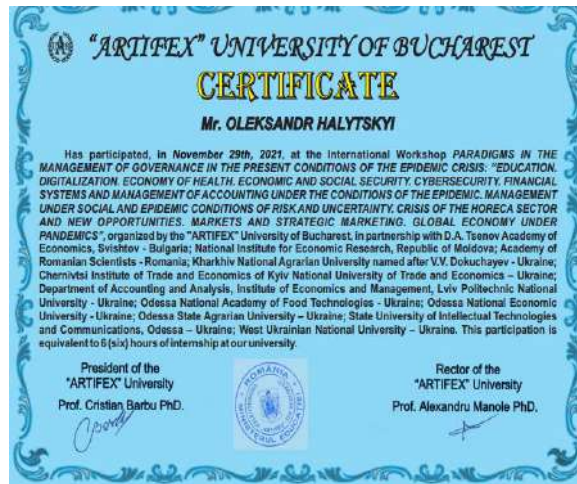 "ARTIFEX" UNIVERSITY OF BUCHAREST
CERTIFICATE
Mr. OLEKSANDR HALYTSKYI
Has participated, in November 29th, 2021, at the International Workshop PARADIGMS IN THE
MANAGEMENT OF GOVERNANCE IN THE PRESENT CONDITIONS OF THE EPIDEMIC CRISIS: "EDUCATION.
DIGITALIZATION. ECONOMY OF HEALTH. ECONOMIC AND SOCIAL SECURITY. CYBERSECURITY. FINANCIAL
SYSTEMS AND MANAGEMENT OF ACCOUNTING UNDER THE CONDITIONS OF THE EPIDEMIC. MANAGEMENT
UNDER SOCIAL AND EPIDEMIC CONDITIONS OF RISK AND UNCERTAINTY. CRISIS OF THE HORECA SECTOR
AND NEW OPPORTUNITIES. MARKETS AND STRATEGIC MARKETING. GLOBAL ECONOMY UNDER
PANDEMICS", organized by the "ARTIFEX" University of Bucharest, in partnership with D.A. Tsenov Academy of
Economics, Svishtov - Bulgaria; National Institute for Economic Research, Republic of Moldova; Academy of
Romanian Scientists - Romania; Kharkhiv National Agrarian University named after V.V. Dokuchayev - Ukraine;
Chernivtsi Institute of Trade and Economics of Kyiv National University of Trade and Economics – Ukraine;
Department of Accounting and Analysis, Institute of Economics and Management, Lviv Politechnic National
University - Ukraine; Odessa National Academy of Food Technologies - Ukraine; Odessa National Economic
University - Ukraine; Odessa State Agrarian University – Ukraine; State University of Intellectual Technologies
and Communications, Odessa – Ukraine; West Ukrainian National University – Ukraine. This participation is
equivalent to 6(six) hours of internship at our university.
President of the
"ARTIFEX" University
Prof. Cristian Barbu PhD.
ROMANIA
MINISTERUL EDUCAȚIEI
Rector of the
"ARTIFEX" University
Prof. Alexandru Manole PhD.